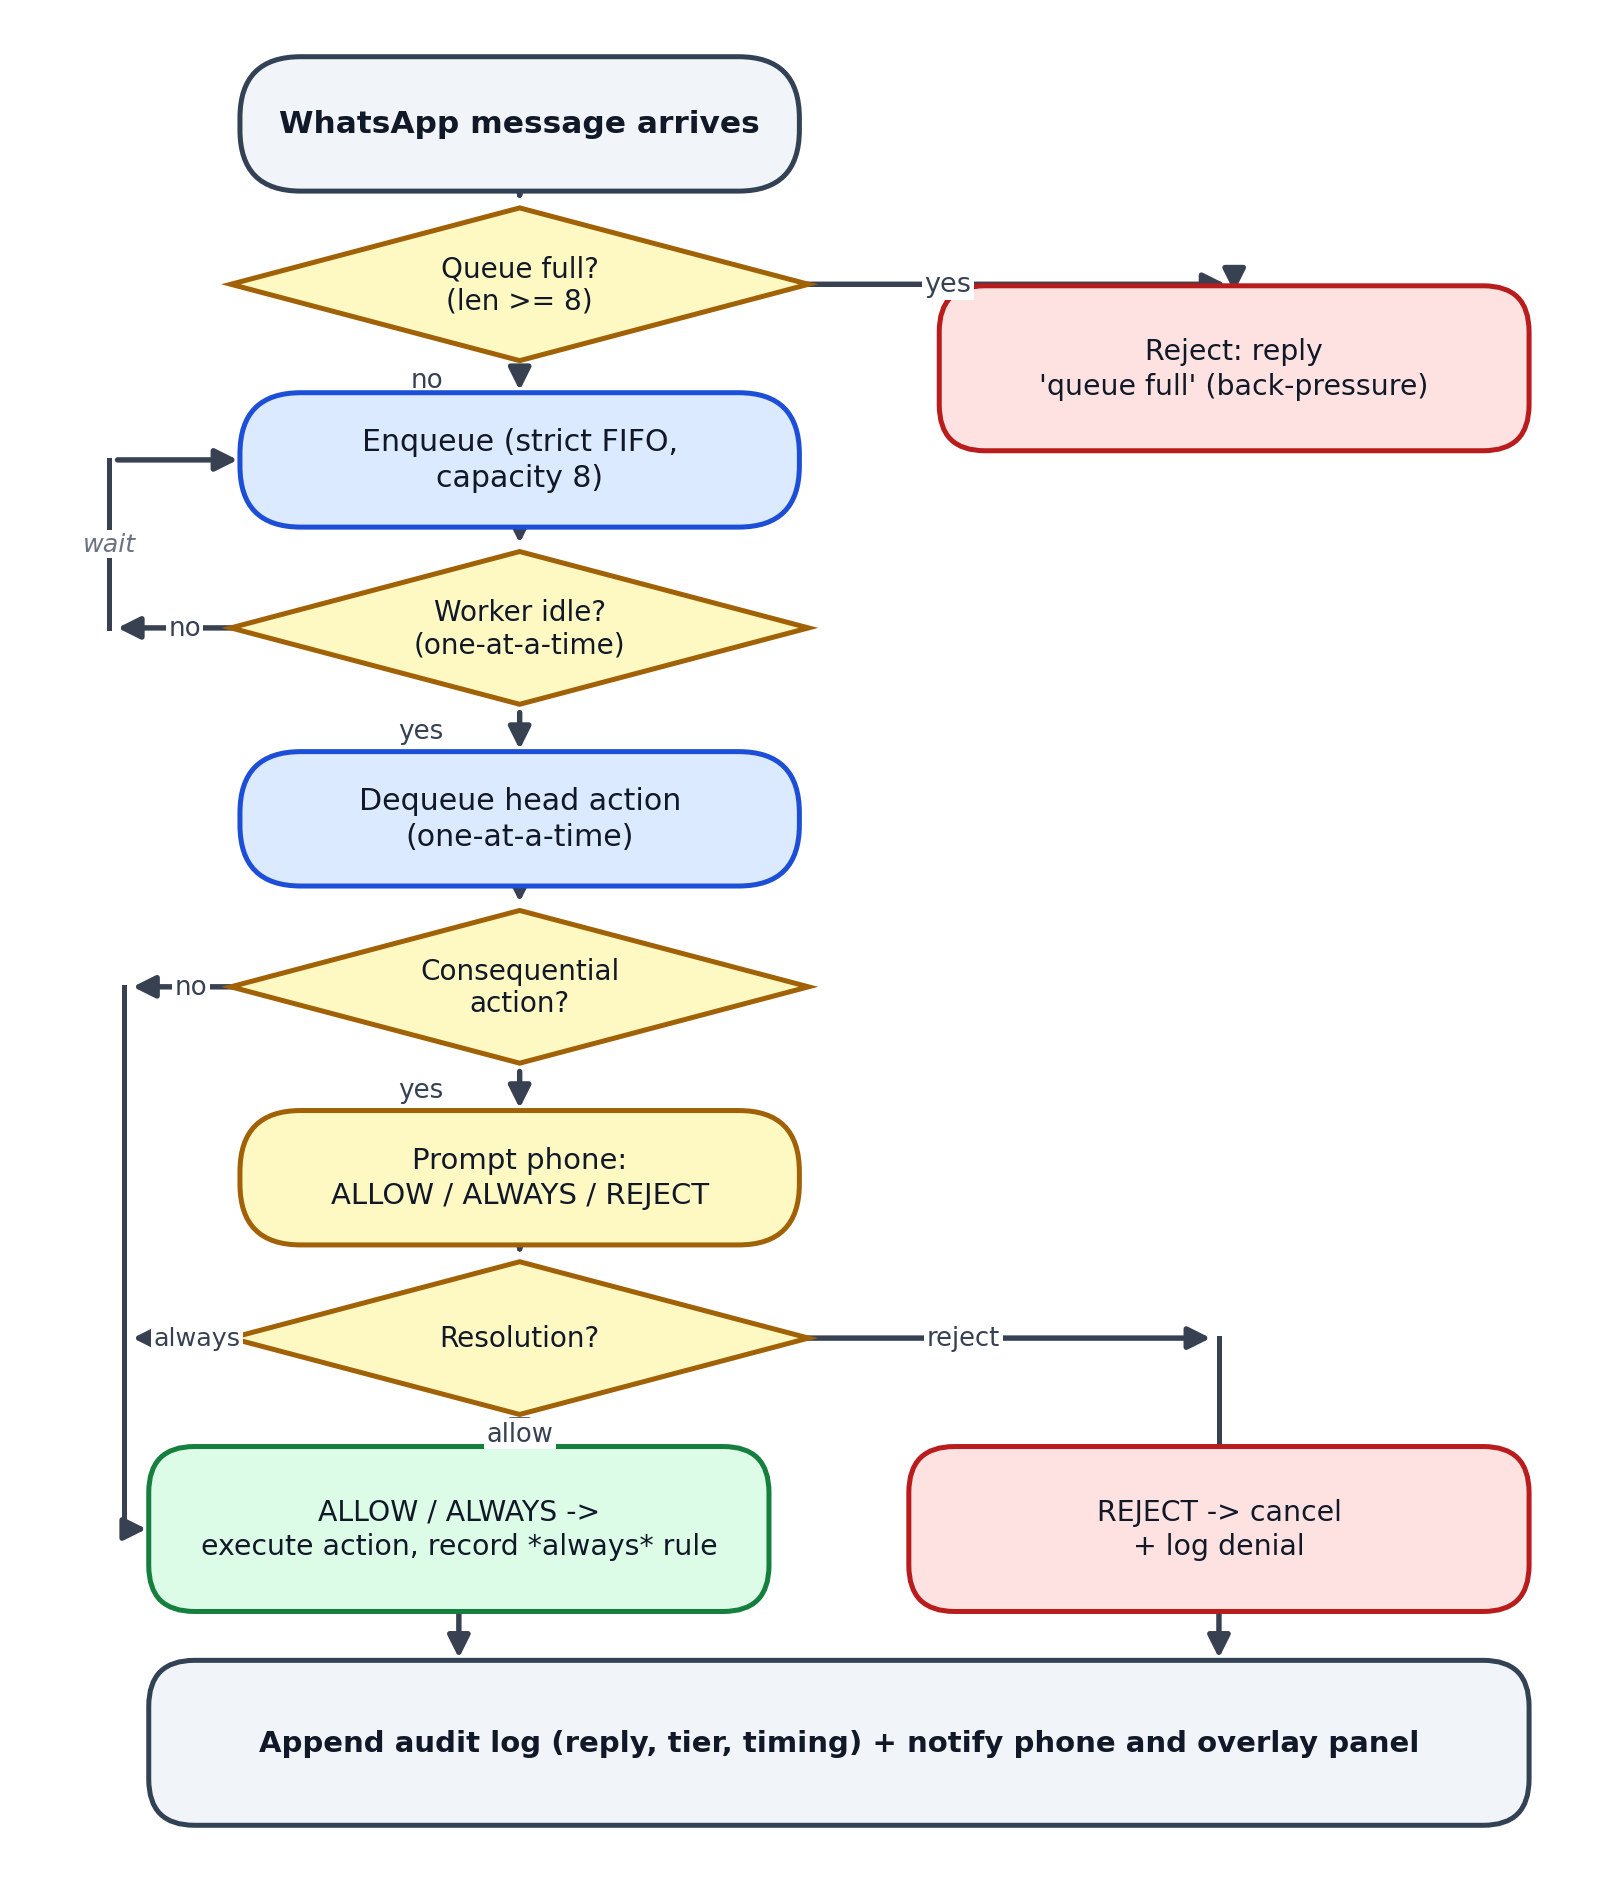 WhatsApp message arrives
Queue full?
(len >= 8)
yes
Reject: reply
'queue full' (back-pressure)
no
Enqueue (strict FIFO,
capacity 8)
wait
Worker idle?
(one-at-a-time)
no
yes
Dequeue head action
(one-at-a-time)
Consequential
action?
no
yes
Prompt phone:
ALLOW / ALWAYS / REJECT
always
Resolution?
reject
allow
ALLOW / ALWAYS ->
execute action, record *always* rule
REJECT -> cancel
+ log denial
Append audit log (reply, tier, timing) + notify phone and overlay panel